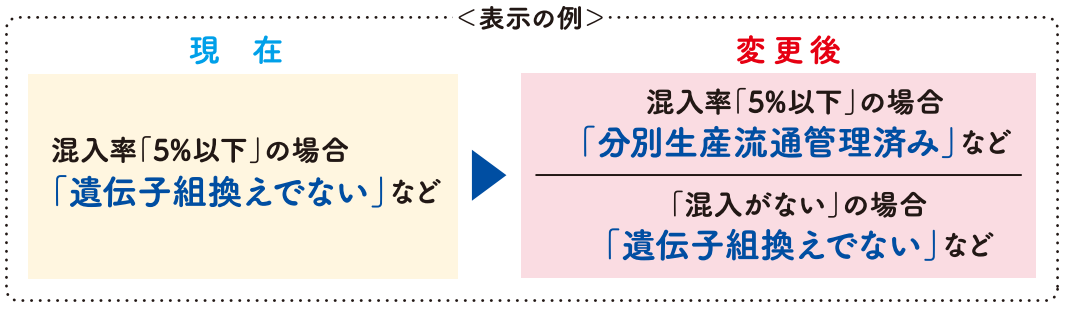 ＜表示の例＞
現 在
混入率「5%以下」の場合
「遺伝子組換えでない」など
変更後
混入率「5%以下」の場合
「分別生産流通管理済み」など
「混入がない」の場合
「遺伝子組換えでない」など